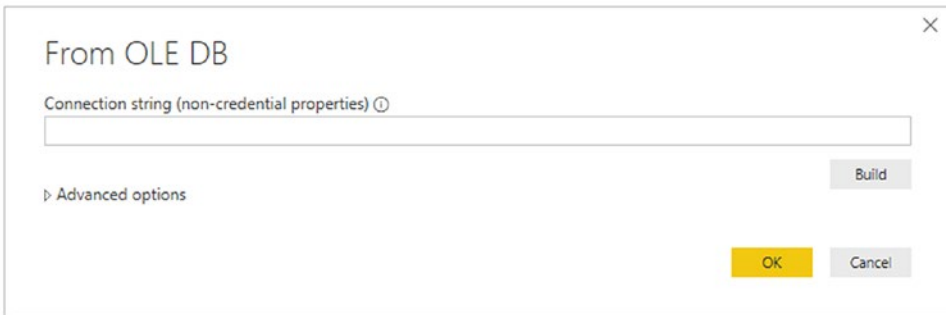 From OLE DB
Connection string (non-credential properties)
Build
Advanced options
OK Cancel